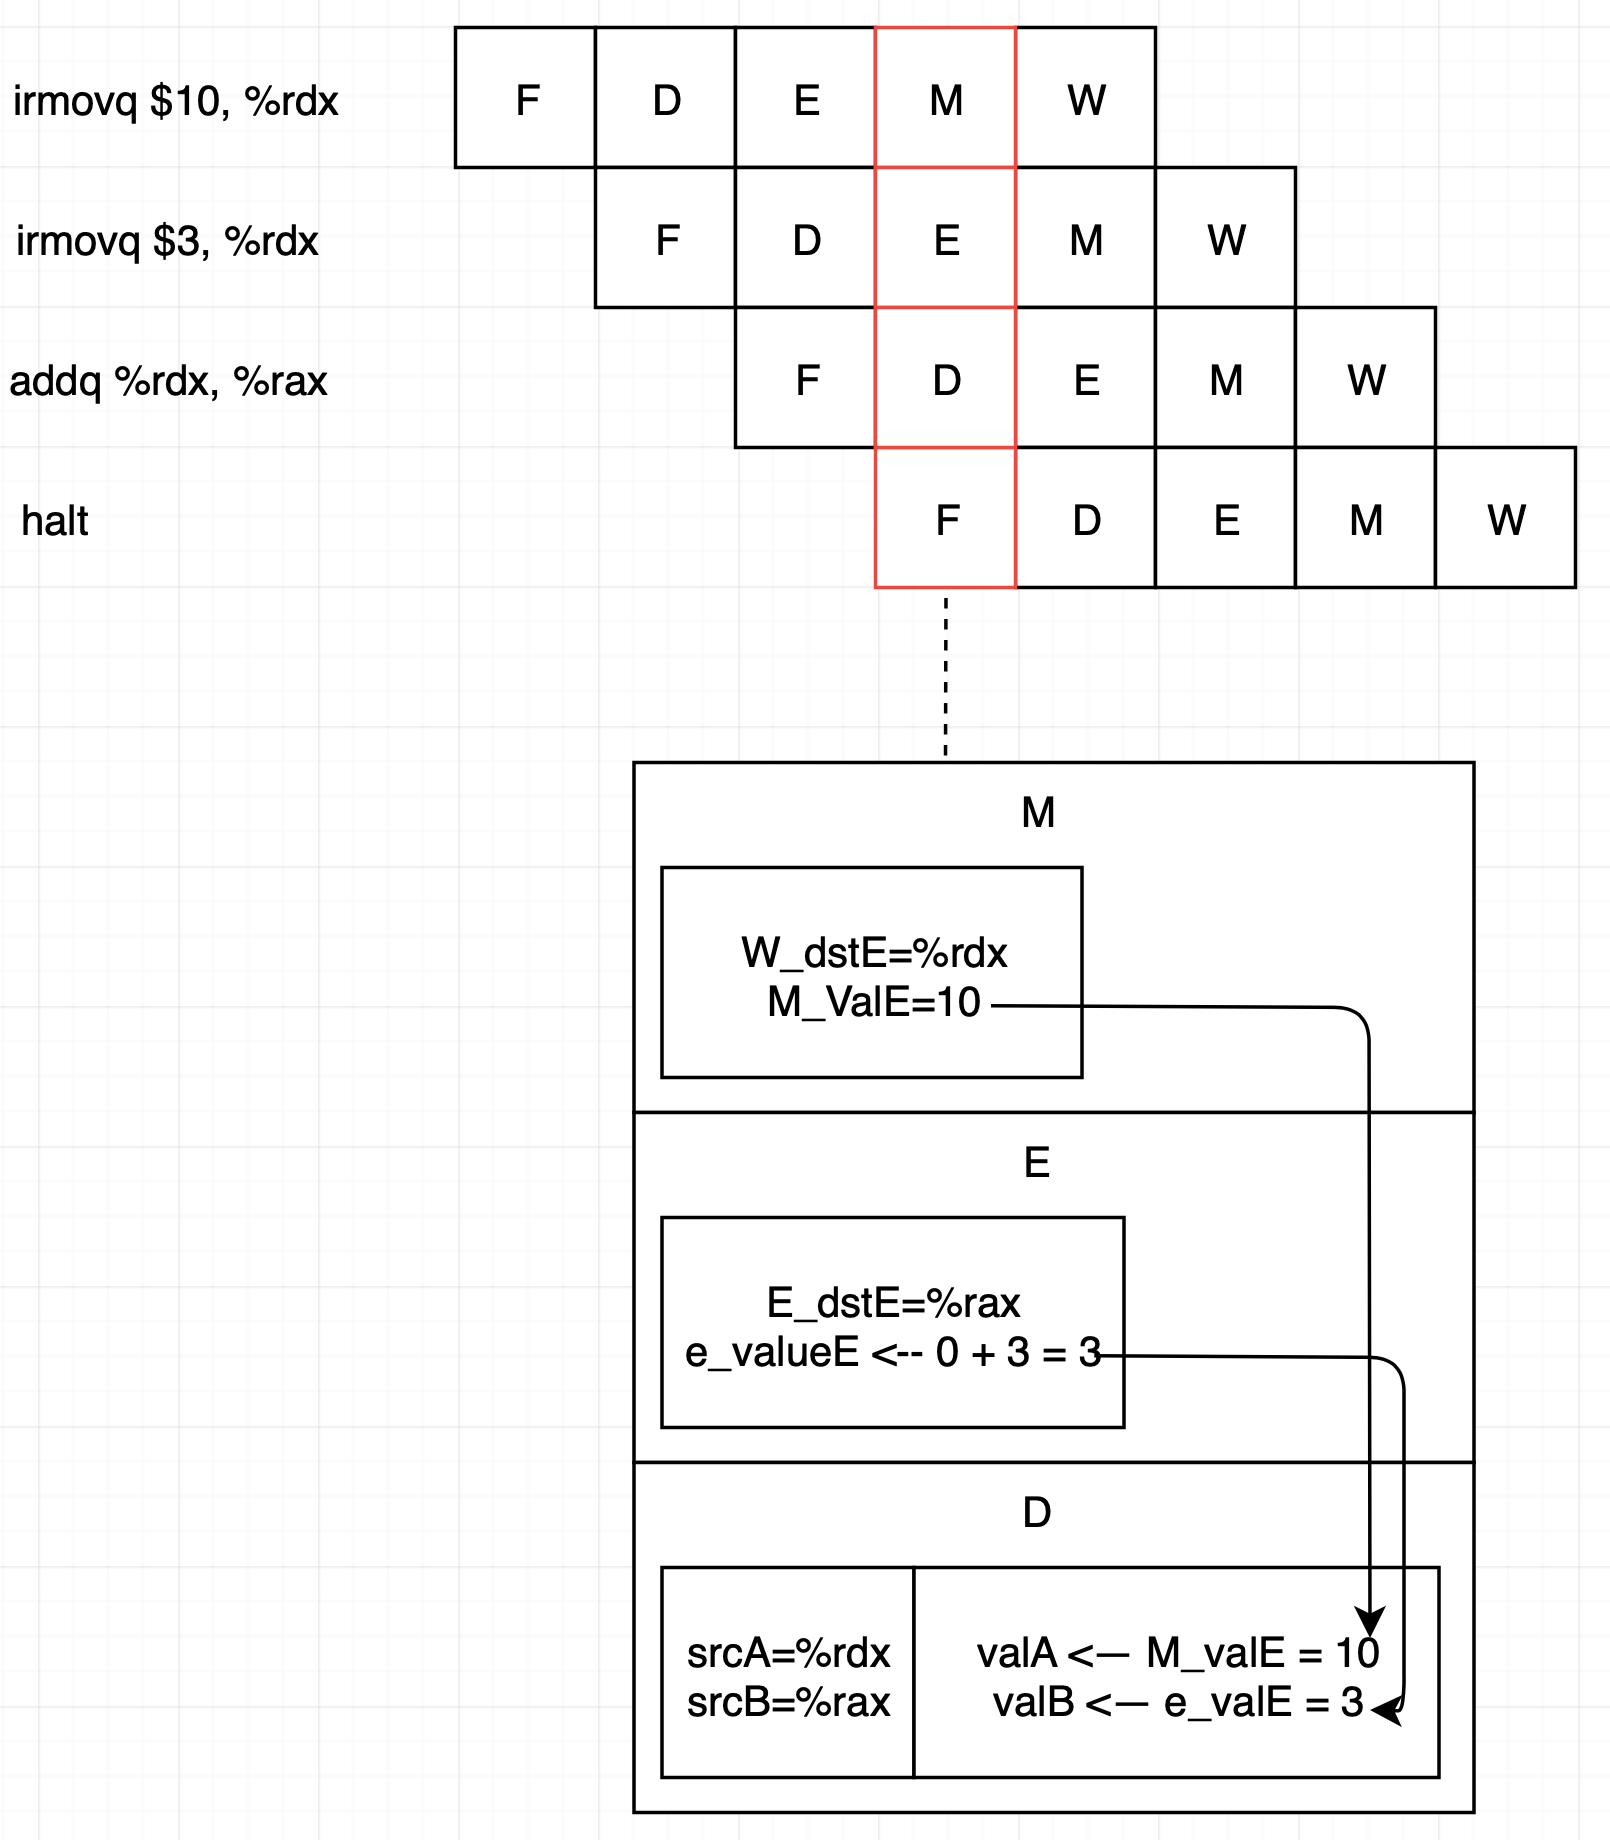 irmovq $10, %rdx
F D E M W
irmovq $3, %rdx
F D E M W
addq %rdx, %rax
F D E M W
halt
F D E M W
M
W_dstE=%rdx
M_ValE=10
E
E_dstE=%rax
e_valueE <-- 0 + 3 = 3
D
srcA=%rdx
srcB=%rax
valA <— M_valE = 10
valB <— e_valE = 3